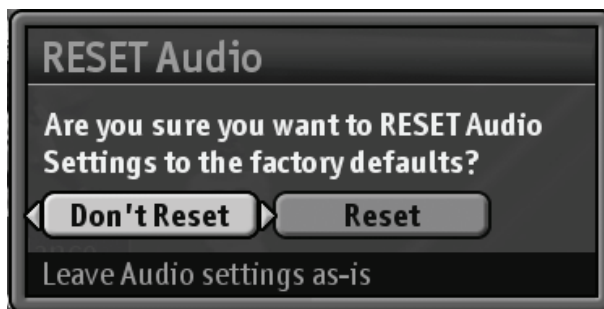 RESET Audio
Are you sure you want to RESET Audio
Settings to the factory defaults?
Don't Reset Reset
Leave Audio settings as-is